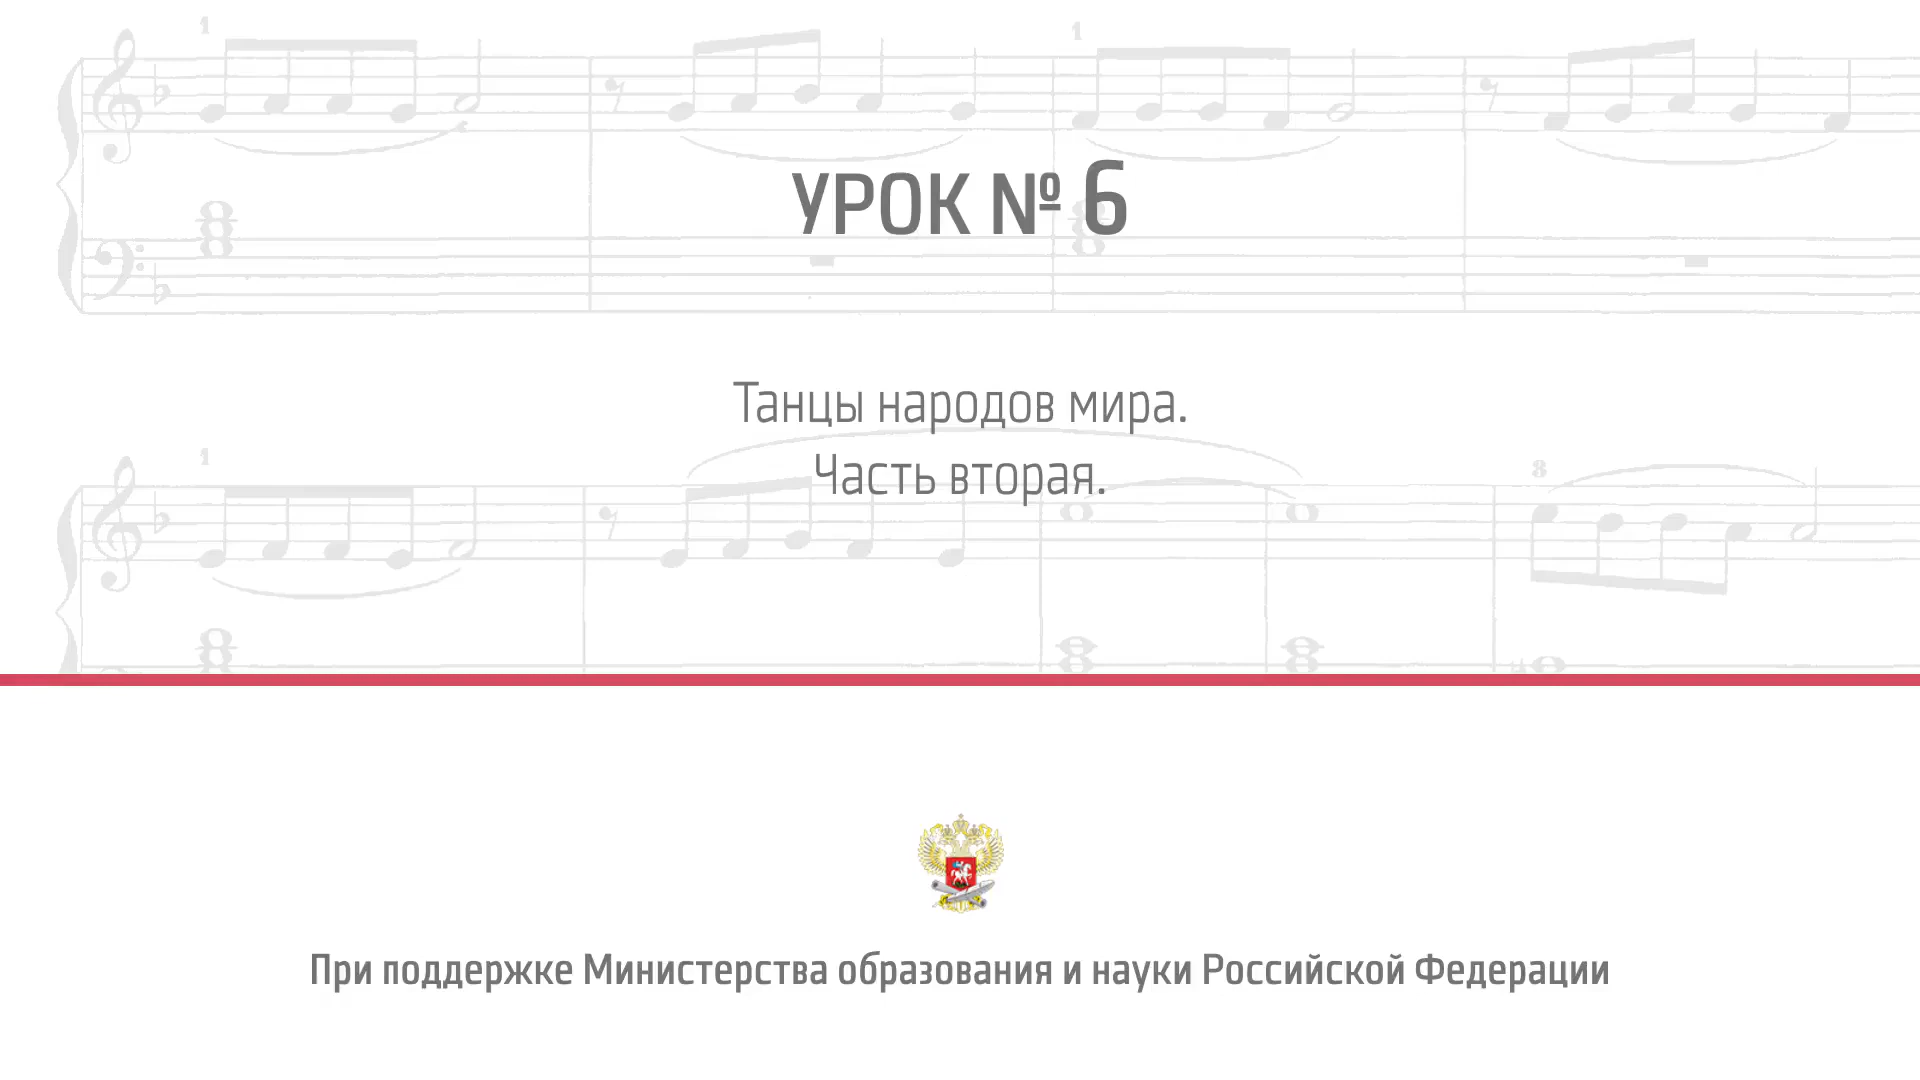 УРОК № 6
Танцы народов мира.
Часть вторая.
При поддержке Министерства образования и науки Российской Федерации